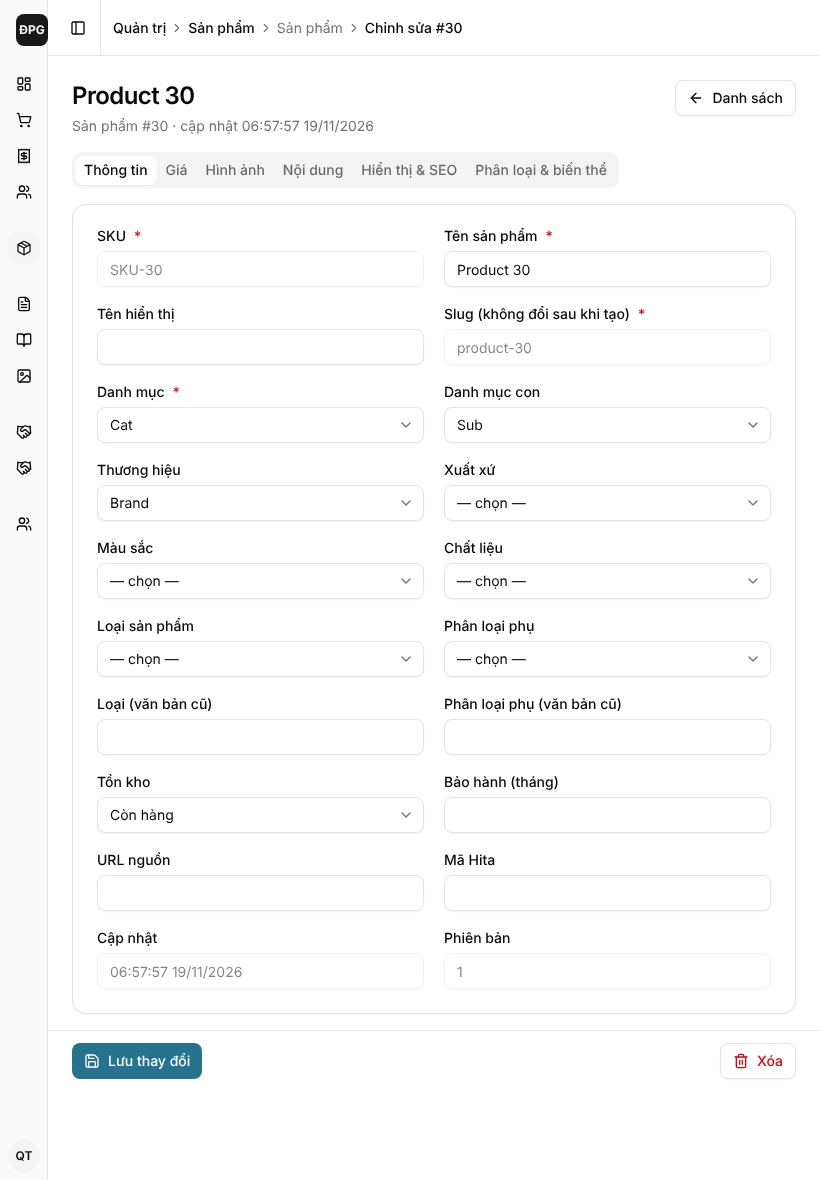 ĐPG
Quản trị > Sản phẩm > Sản phẩm > Chỉnh sửa #30
Product 30
Sản phẩm #30 · cập nhật 06:57:57 19/11/2026
Danh sách
Thông tin Giá Hình ảnh Nội dung Hiển thị & SEO Phân loại & biến thể
SKU * Tên sản phẩm *
SKU-30 Product 30
Tên hiển thị Slug (không đổi sau khi tạo) *
product-30
Danh mục * Danh mục con
Cat Sub
Thương hiệu Xuất xứ
Brand — chọn —
Màu sắc Chất liệu
— chọn — — chọn —
Loại sản phẩm Phân loại phụ
— chọn — — chọn —
Loại (văn bản cũ) Phân loại phụ (văn bản cũ)
Tồn kho Bảo hành (tháng)
Còn hàng
URL nguồn Mã Hita
Cập nhật Phiên bản
06:57:57 19/11/2026 1
Lưu thay đổi Xóa
QT